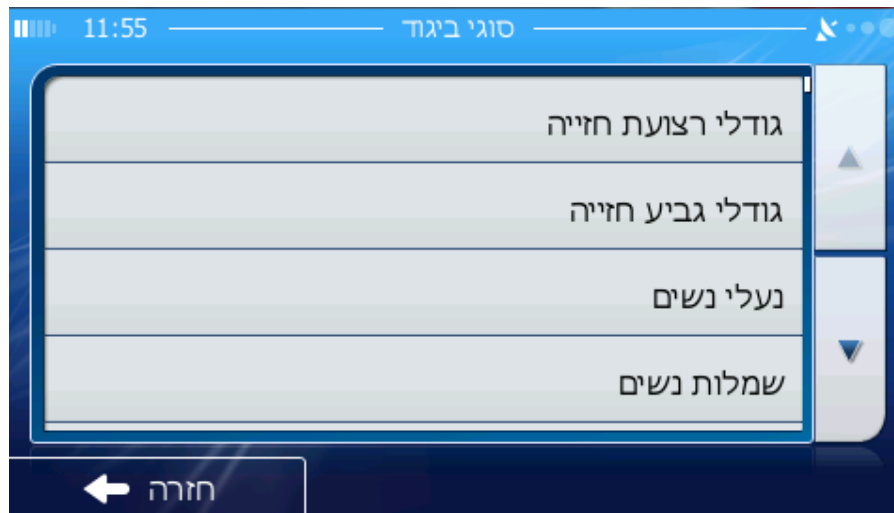 11:55 סוגי ביגוד
גודלי רצועת חזייה
גודלי גביע חזייה
נעלי נשים
שמלות נשים
חזרה